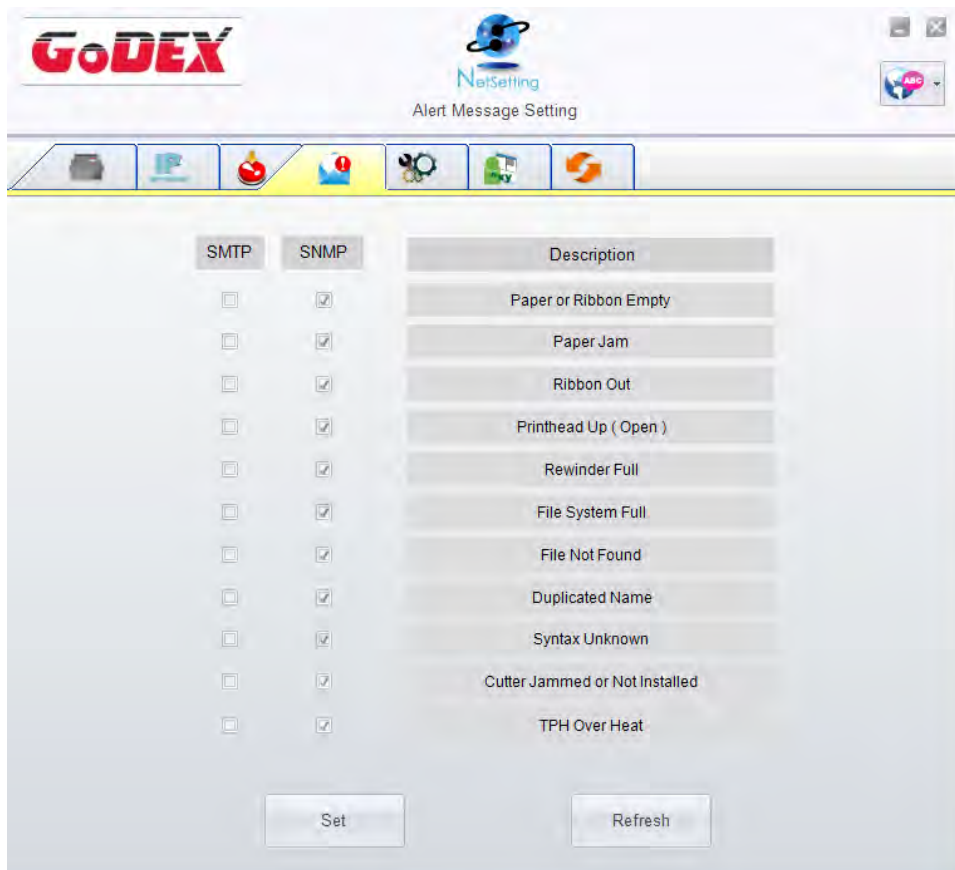 GoDEX
NetSetting
ABC
Alert Message Setting
IP
SMTP SNMP Description
Paper or Ribbon Empty
Paper Jam
Ribbon Out
Printhead Up ( Open )
Rewinder Full
File System Full
File Not Found
Duplicated Name
Syntax Unknown
Cutter Jammed or Not Installed
TPH Over Heat
Set Refresh